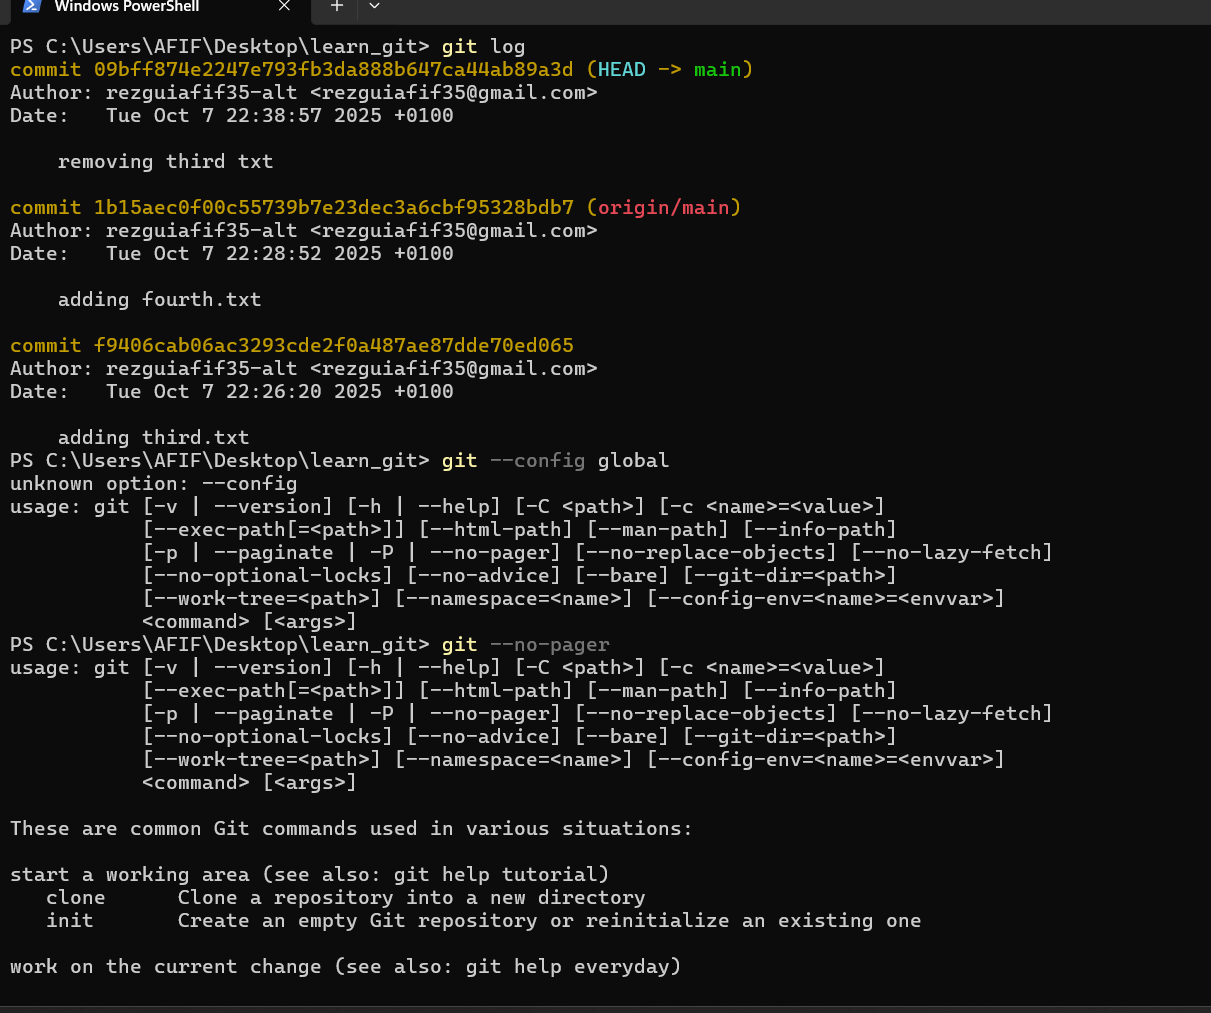 Windows PowerShell
PS C:\Users\AFIF\Desktop\learn_git> git log
commit 09bff874e2247e793fb3da888b647ca44ab89a3d (HEAD -> main)
Author: rezguiafif35-alt <rezguiafif35@gmail.com>
Date:   Tue Oct 7 22:38:57 2025 +0100
    removing third txt
commit 1b15aec0f00c55739b7e23dec3a6cbf95328bdb7 (origin/main)
Author: rezguiafif35-alt <rezguiafif35@gmail.com>
Date:   Tue Oct 7 22:28:52 2025 +0100
    adding fourth.txt
commit f9406cab06ac3293cde2f0a487ae87dde70ed065
Author: rezguiafif35-alt <rezguiafif35@gmail.com>
Date:   Tue Oct 7 22:26:20 2025 +0100
    adding third.txt
PS C:\Users\AFIF\Desktop\learn_git> git --config global
unknown option: --config
usage: git [-v | --version] [-h | --help] [-C <path>] [-c <name>=<value>]
           [--exec-path[=<path>]] [--html-path] [--man-path] [--info-path]
           [-p | --paginate | -P | --no-pager] [--no-replace-objects] [--no-lazy-fetch]
           [--no-optional-locks] [--no-advice] [--bare] [--git-dir=<path>]
           [--work-tree=<path>] [--namespace=<name>] [--config-env=<name>=<envvar>]
           <command> [<args>]
PS C:\Users\AFIF\Desktop\learn_git> git --no-pager
usage: git [-v | --version] [-h | --help] [-C <path>] [-c <name>=<value>]
           [--exec-path[=<path>]] [--html-path] [--man-path] [--info-path]
           [-p | --paginate | -P | --no-pager] [--no-replace-objects] [--no-lazy-fetch]
           [--no-optional-locks] [--no-advice] [--bare] [--git-dir=<path>]
           [--work-tree=<path>] [--namespace=<name>] [--config-env=<name>=<envvar>]
           <command> [<args>]
These are common Git commands used in various situations:
start a working area (see also: git help tutorial)
   clone      Clone a repository into a new directory
   init       Create an empty Git repository or reinitialize an existing one
work on the current change (see also: git help everyday)